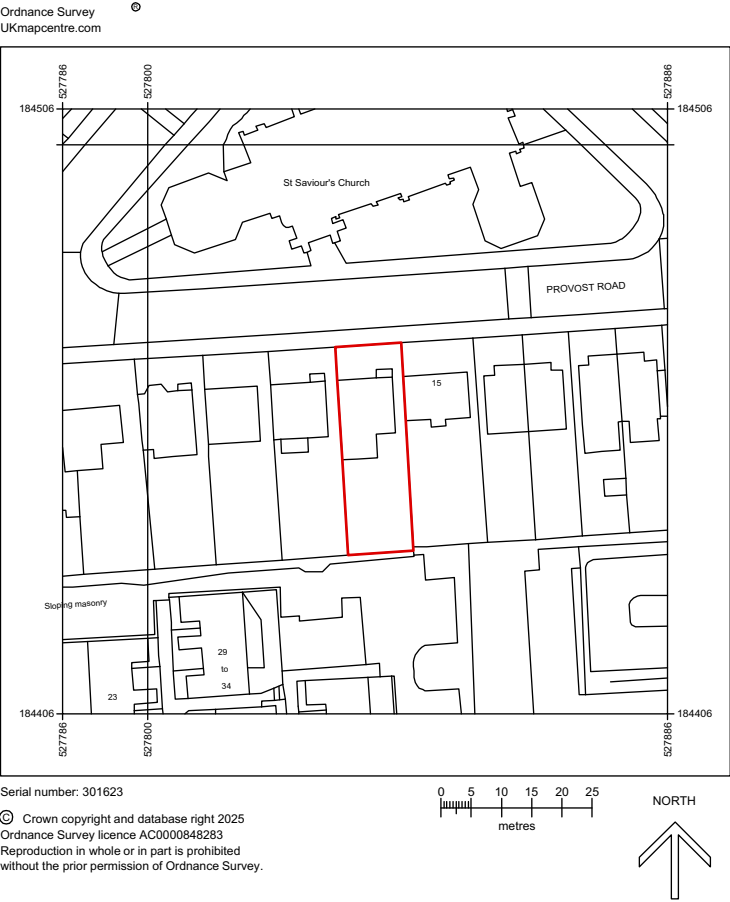 Ordnance Survey ®
UKmapcentre.com
527786
527800
527886
184506
184506
St Saviour's Church
PROVOST ROAD
15
Sloping masonry
29
to
34
23
184406
184406
527786
527800
527886
Serial number: 301623
© Crown copyright and database right 2025
Ordnance Survey licence AC0000848283
Reproduction in whole or in part is prohibited
without the prior permission of Ordnance Survey.
0 5 10 15 20 25
metres
NORTH